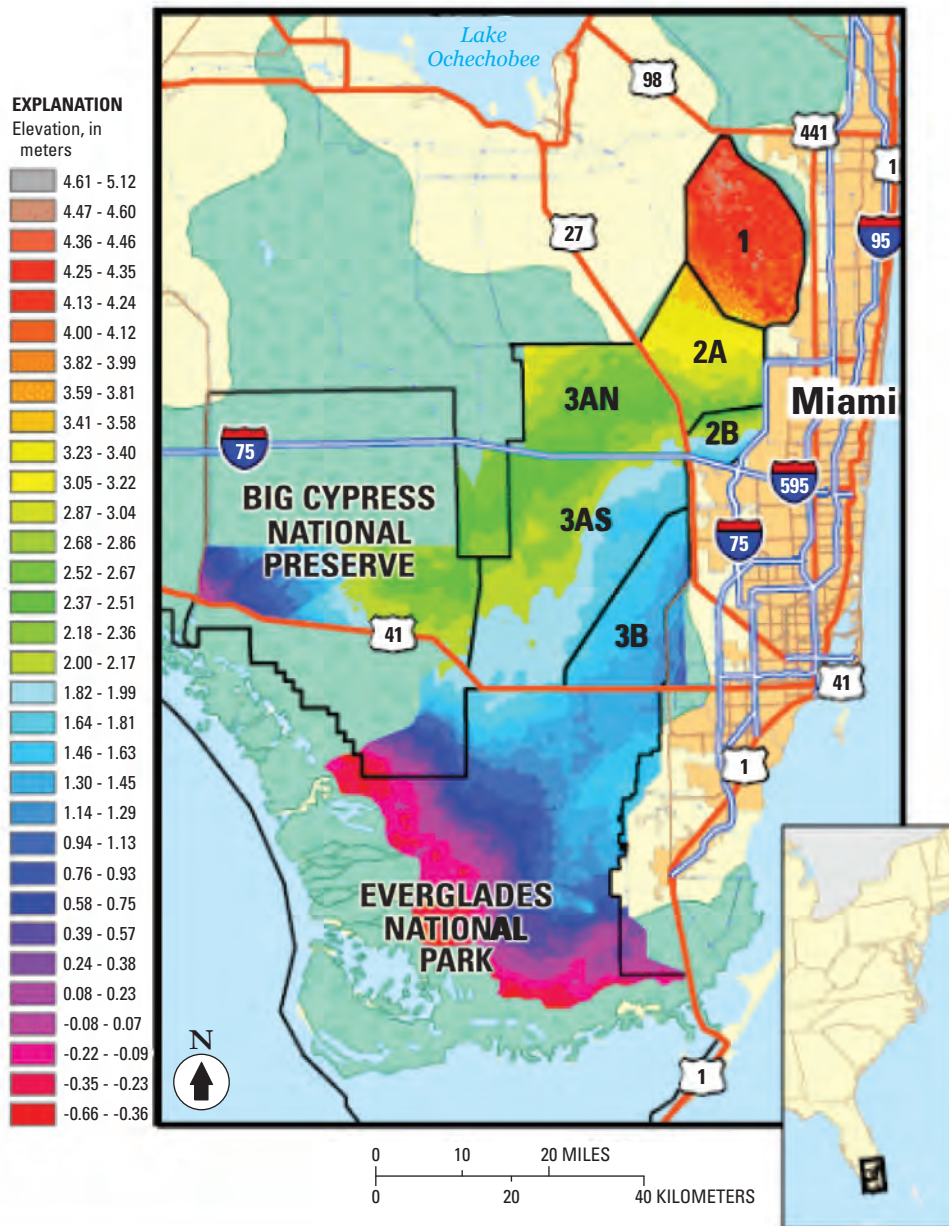 EXPLANATION
Elevation, in
meters
4.61 - 5.12
4.47 - 4.60
4.36 - 4.46
4.25 - 4.35
4.13 - 4.24
4.00 - 4.12
3.82 - 3.99
3.59 - 3.81
3.41 - 3.58
3.23 - 3.40
3.05 - 3.22
2.87 - 3.04
2.68 - 2.86
2.52 - 2.67
2.37 - 2.51
2.18 - 2.36
2.00 - 2.17
1.82 - 1.99
1.64 - 1.81
1.46 - 1.63
1.30 - 1.45
1.14 - 1.29
0.94 - 1.13
0.76 - 0.93
0.58 - 0.75
0.39 - 0.57
0.24 - 0.38
0.08 - 0.23
-0.08 - 0.07
-0.22 - -0.09
-0.35 - -0.23
-0.66 - -0.36
Lake
Ochechobee
98
441
1
27
1
95
2A
3AN
Miami
2B
75
595
BIG CYPRESS
NATIONAL
PRESERVE
3AS
75
41
3B
41
1
EVERGLADES
NATIONAL
PARK
N
1
0 10 20 MILES
0 20 40 KILOMETERS